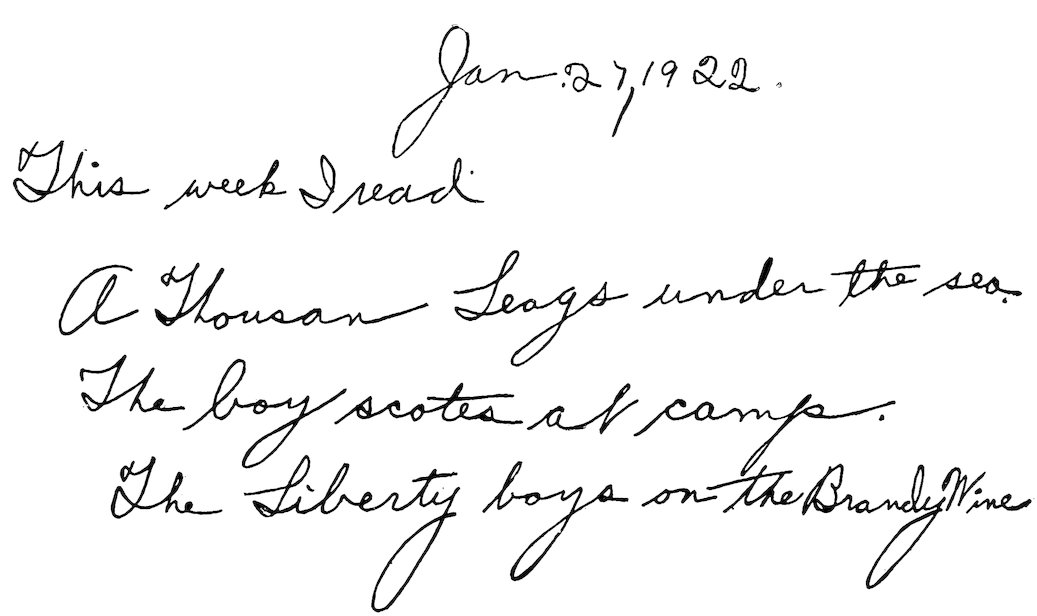 Jan. 27, 1922.
This week I read
A Thousan Leags under the sea.
The boy scotes at camp.
The Liberty boys on the BrandyWine